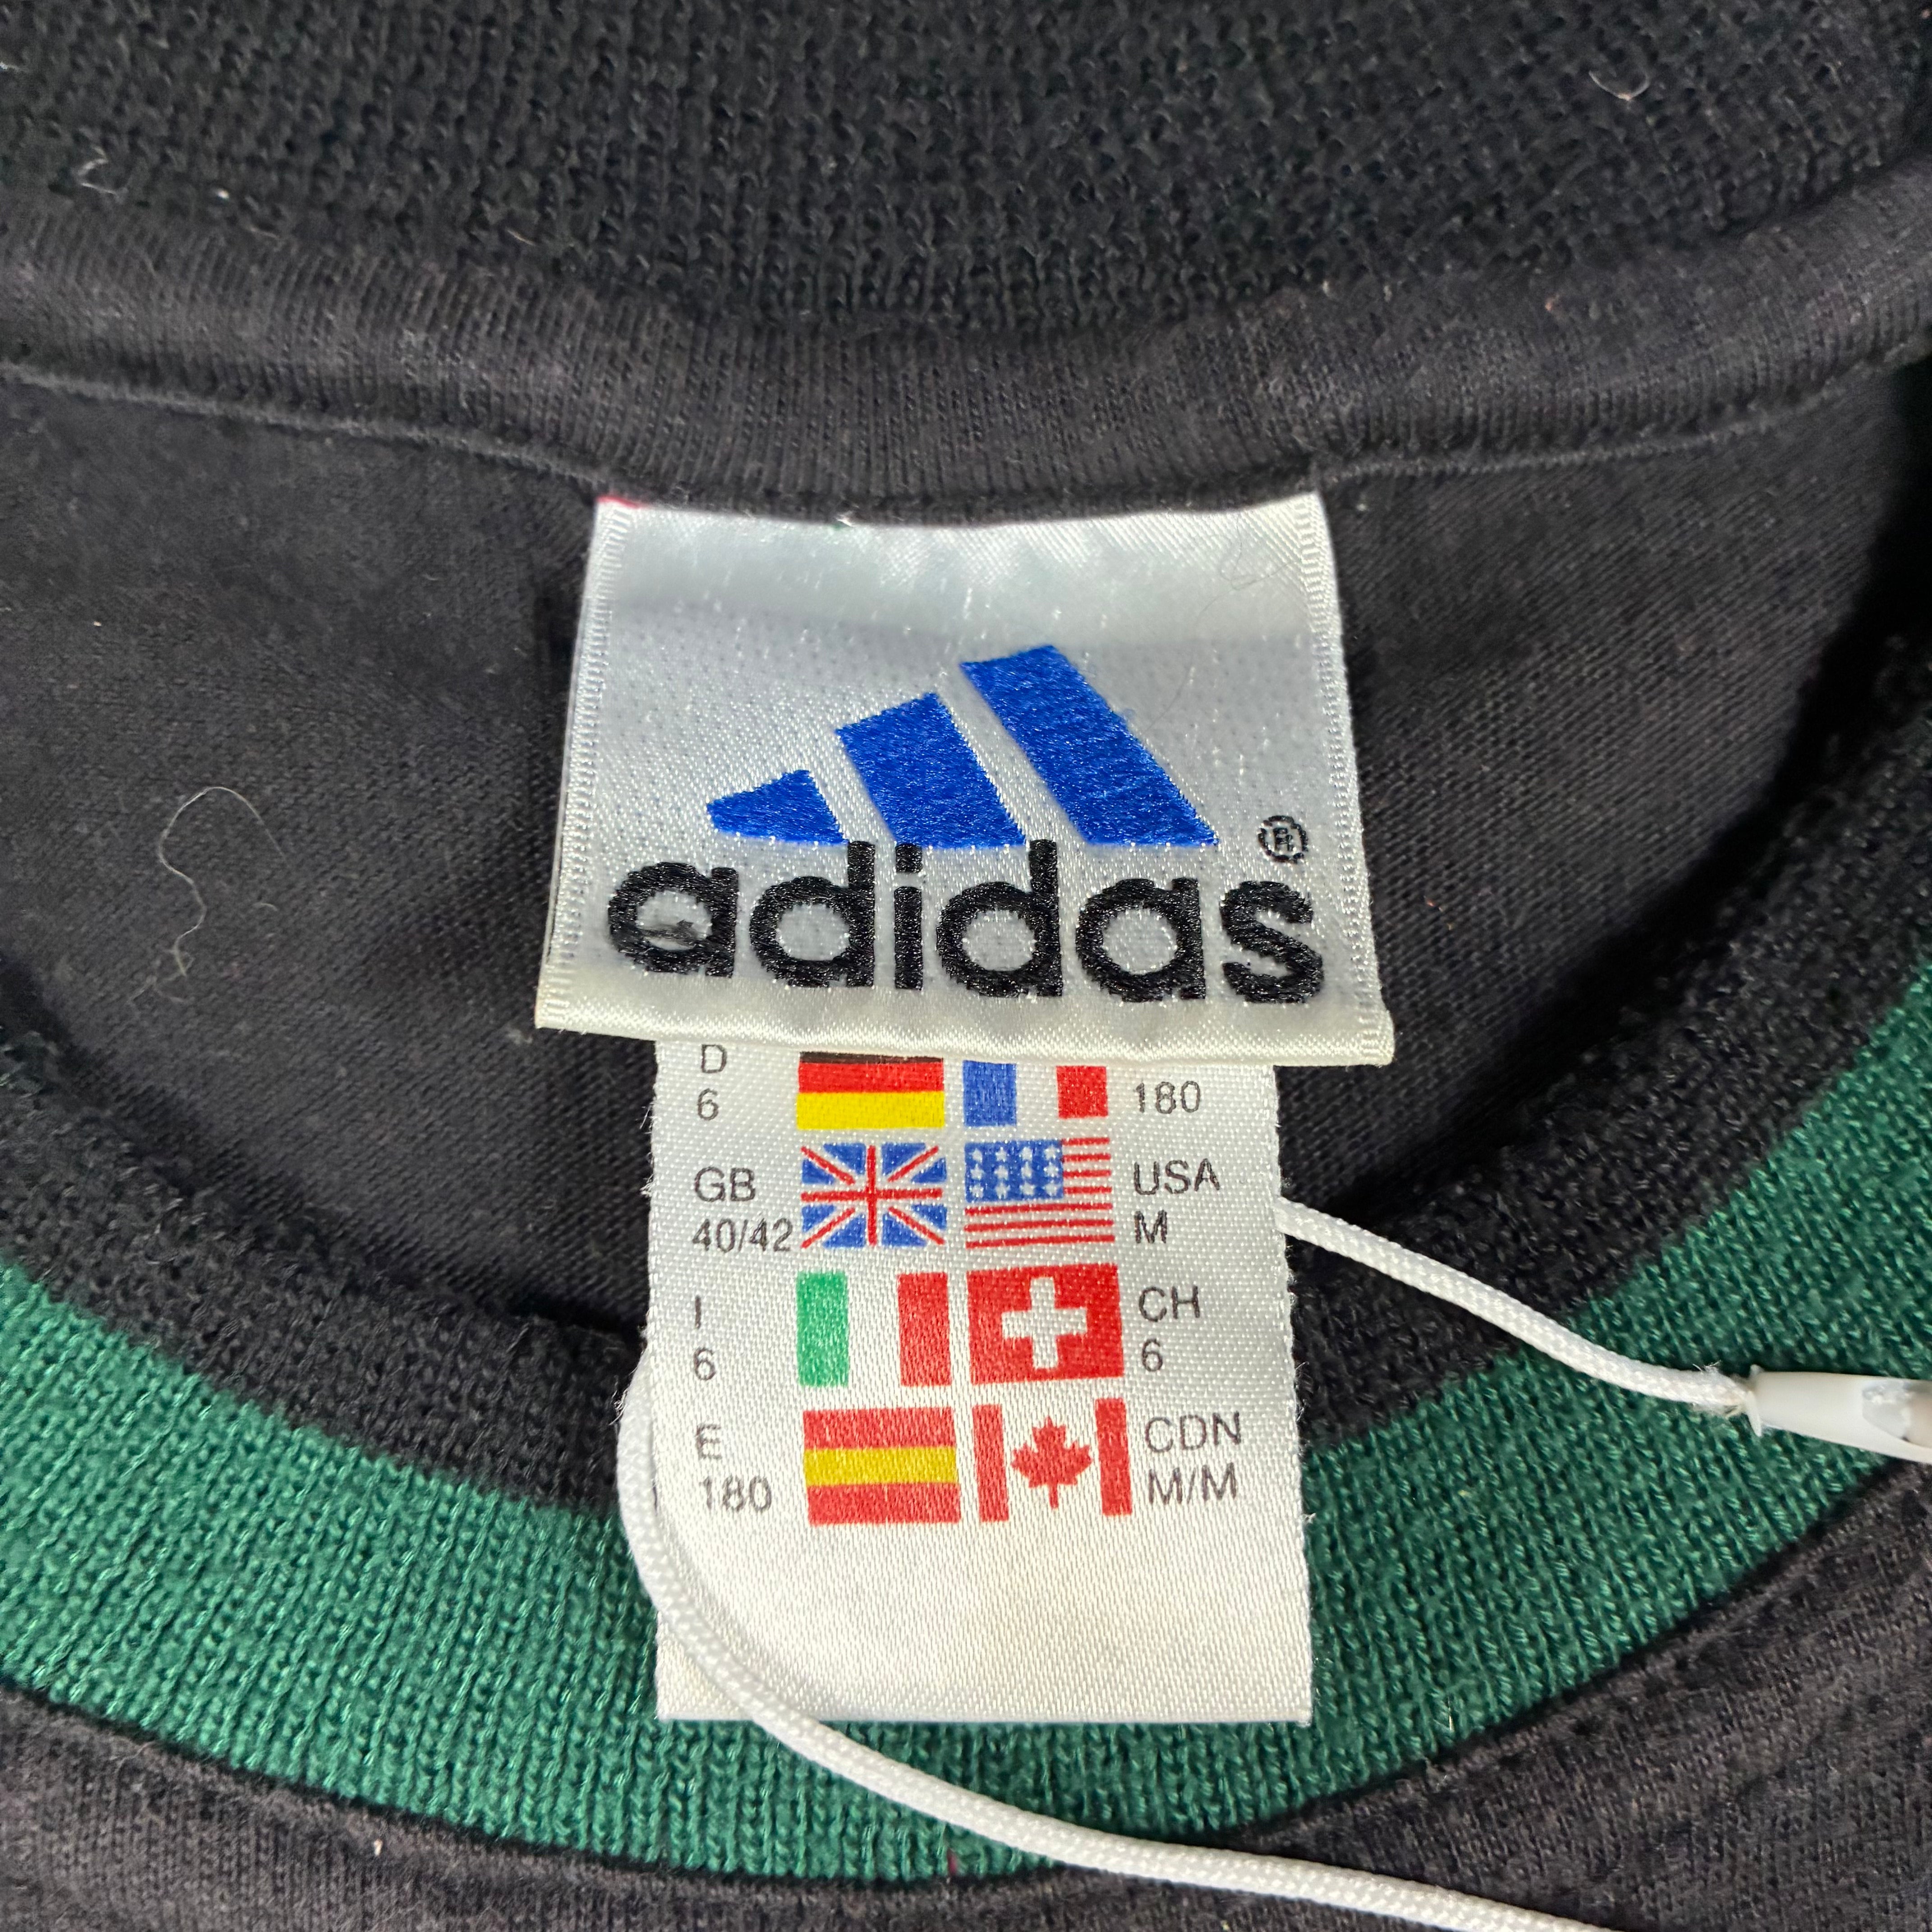 adidas®
D
6
180
GB
40/42
USA
M
I
6
CH
6
E
180
CDN
M/M